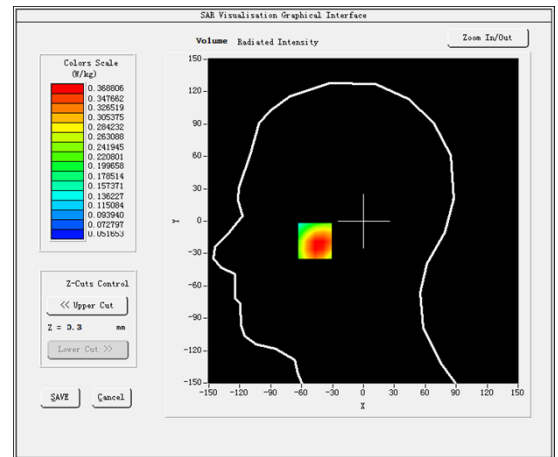 SAR Visualisation Graphical Interface
Volume Radiated Intensity
Zoom In/Out
Colors Scale
(W/kg)
0.368806
0.347662
0.326519
0.305375
0.284232
0.263088
0.241945
0.220801
0.199658
0.178514
0.157371
0.136227
0.115084
0.093940
0.072797
0.051653
Z-Cuts Control
<< Upper Cut
Z = 0.3 mm
Lower Cut >>
SAVE Cancel
150
120
90
60
30
0
-30
-60
-90
-120
-150
Y
-150 -120 -90 -60 -30 0 30 60 90 120 150
X